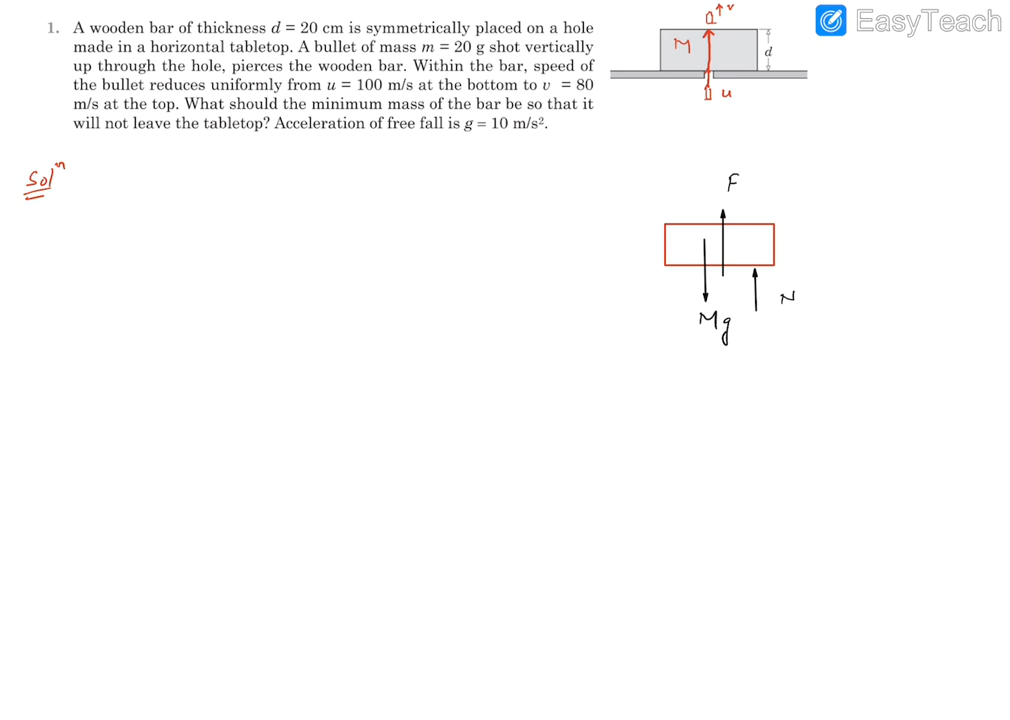 1. A wooden bar of thickness d = 20 cm is symmetrically placed on a hole
made in a horizontal tabletop. A bullet of mass m = 20 g shot vertically
up through the hole, pierces the wooden bar. Within the bar, speed of
the bullet reduces uniformly from u = 100 m/s at the bottom to v = 80
m/s at the top. What should the minimum mass of the bar be so that it
will not leave the tabletop? Acceleration of free fall is g = 10 m/s².
v
M
d
u
EasyTeach
Solⁿ
F
N
Mg